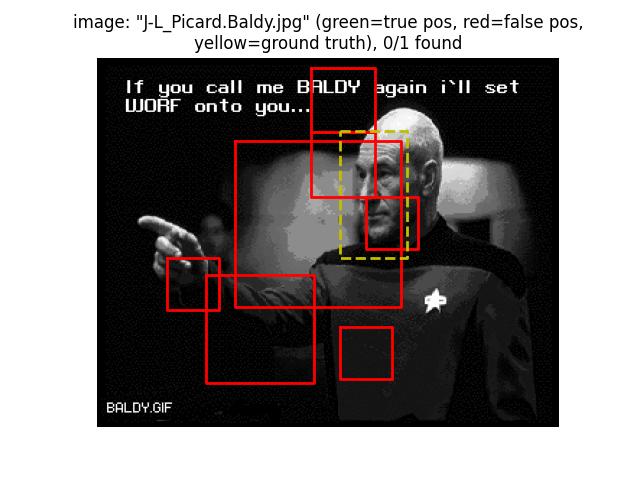 image: "J-L_Picard.Baldy.jpg" (green=true pos, red=false pos,
yellow=ground truth), 0/1 found
If you call me BALDY again i`ll set
WORF onto you...
BALDY.GIF